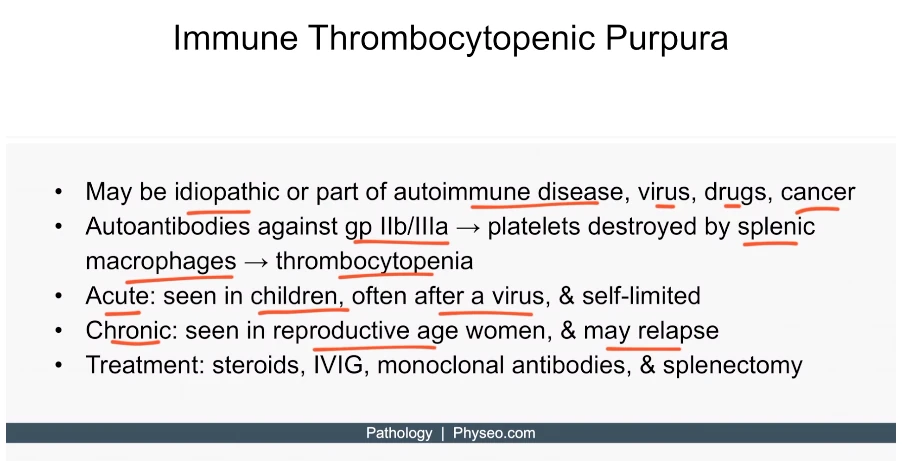 Immune Thrombocytopenic Purpura
• May be idiopathic or part of autoimmune disease, virus, drugs, cancer
• Autoantibodies against gp IIb/IIIa → platelets destroyed by splenic
macrophages → thrombocytopenia
• Acute: seen in children, often after a virus, & self-limited
• Chronic: seen in reproductive age women, & may relapse
• Treatment: steroids, IVIG, monoclonal antibodies, & splenectomy
Pathology | Physeo.com